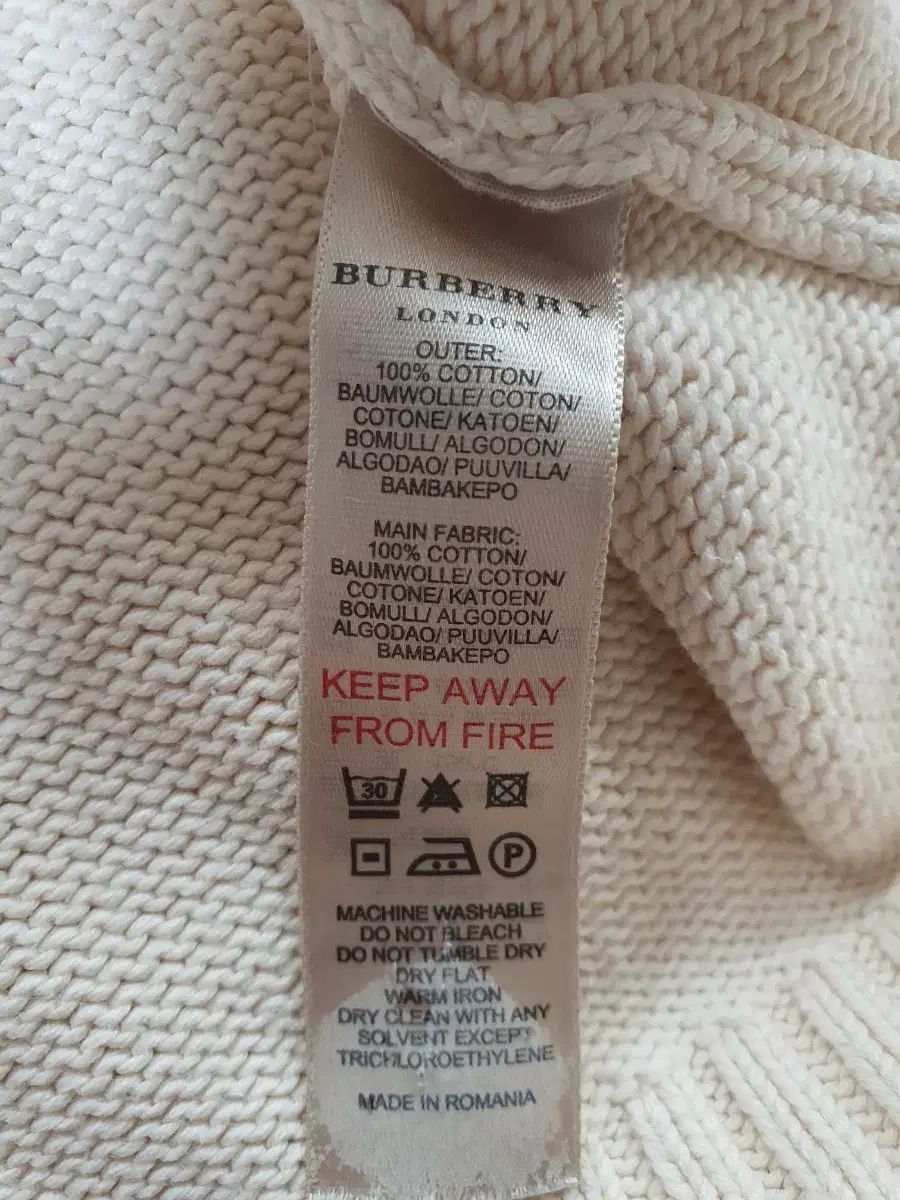 BURBERRY
LONDON
OUTER:
100% COTTON/
BAUMWOLLE/ COTON/
COTONE/ KATOEN/
BOMULL/ ALGODON/
ALGODAO/ PUUVILLA/
BAMBAKEPO
MAIN FABRIC:
100% COTTON/
BAUMWOLLE/ COTON/
COTONE/ KATOEN/
BOMULL/ ALGODON/
ALGODAO/ PUUVILLA/
BAMBAKEPO
KEEP AWAY
FROM FIRE
30
P
MACHINE WASHABLE
DO NOT BLEACH
DO NOT TUMBLE DRY
DRY FLAT
WARM IRON
DRY CLEAN WITH ANY
SOLVENT EXCEPT
TRICHLOROETHYLENE
MADE IN ROMANIA